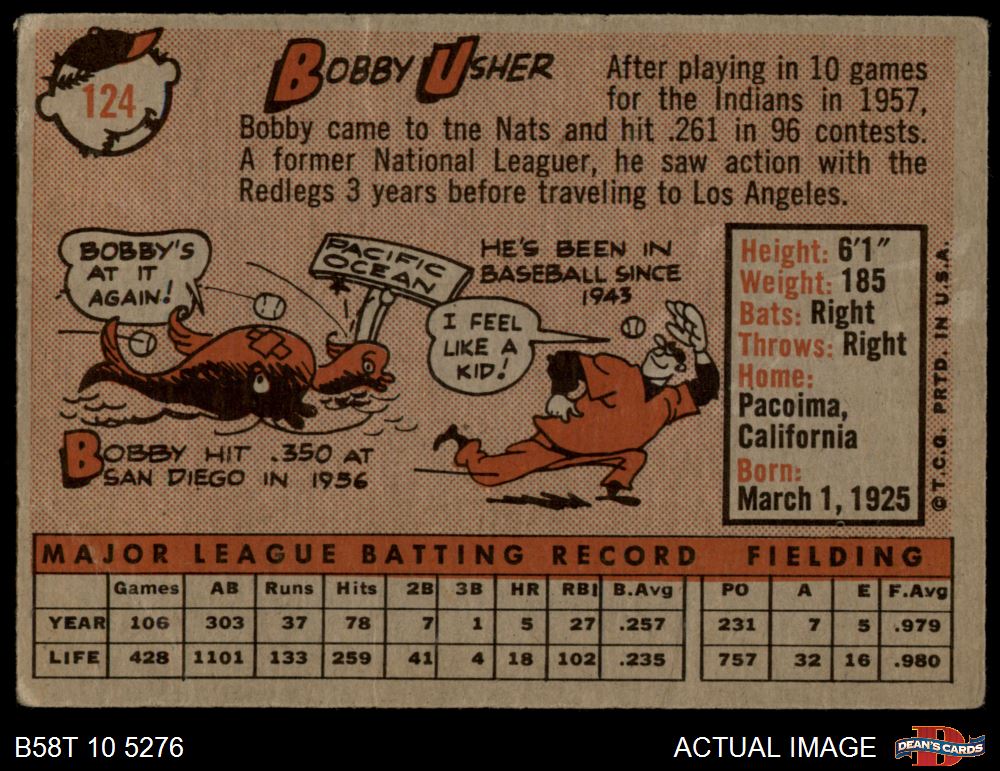 124
BOBBY USHER
After playing in 10 games
for the Indians in 1957,
Bobby came to tne Nats and hit .261 in 96 contests.
A former National Leaguer, he saw action with the
Redlegs 3 years before traveling to Los Angeles.
BOBBY'S
AT IT
AGAIN!
PACIFIC
OCEAN
HE'S BEEN IN
BASEBALL SINCE
1943
I FEEL
LIKE A
KID!
BOBBY HIT .350 AT
SAN DIEGO IN 1956
Height: 6'1"
Weight: 185
Bats: Right
Throws: Right
Home:
Pacoima,
California
Born:
March 1, 1925
© T.C.G. PRTD. IN U.S.A.
MAJOR LEAGUE BATTING RECORD FIELDING
Games AB Runs Hits 2B 3B HR RBI B.Avg PO A E F.Avg
YEAR 106 303 37 78 7 1 5 27 .257 231 7 5 .979
LIFE 428 1101 133 259 41 4 18 102 .235 757 32 16 .980
B58T 10 5276
ACTUAL IMAGE
DEAN'S CARDS